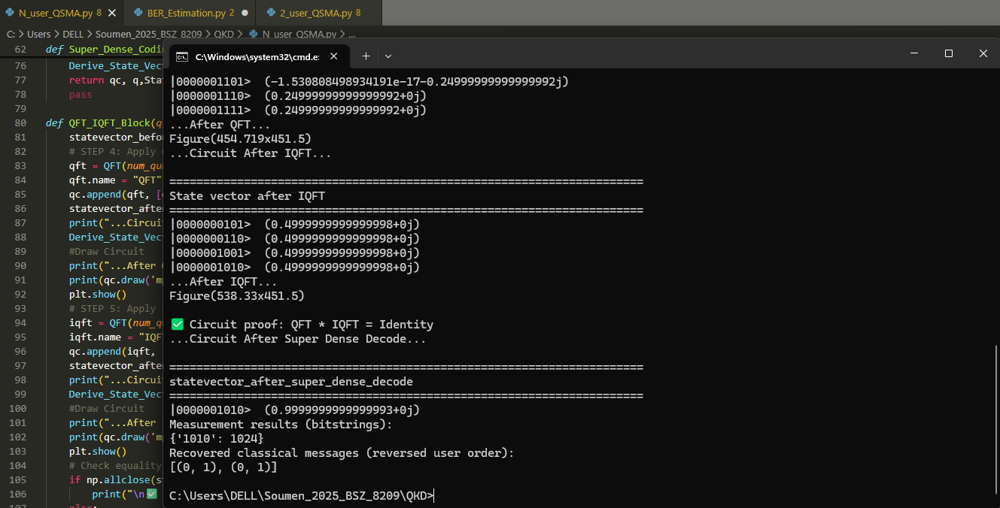 N_user_QSMA.py 8 × BER_Estimation.py 2 ● 2_user_QSMA.py 8
C: > Users > DELL > Soumen_2025_BSZ_8209 > QKD > N_user_QSMA.py > ...
62 def Super_Dense_Codin
76 Derive_State_Vec
77 return qc, q,Sta
78 pass
79
80 def QFT_IQFT_Block(q
81 statevector_befo
82 # STEP 4: Apply
83 qft = QFT(num_qu
84 qft.name = "QFT"
85 qc.append(qft, [
86 statevector_afte
87 print("...Circui
88 Derive_State_Vec
89 #Draw Circuit
90 print("...After
91 print(qc.draw('mp
92 plt.show()
93 # STEP 5: Apply
94 iqft = QFT(num_q
95 iqft.name = "IQF
96 qc.append(iqft,
97 statevector_afte
98 print("...Circui
99 Derive_State_Vec
100 #Draw Circuit
101 print("...After
102 print(qc.draw('mp
103 plt.show()
104 # Check equality
105 if np.allclose(s
106 print("\n✅
107 else:
C:\Windows\system32\cmd.e: × +
|0000001101> (-1.530808498934191e-17-0.24999999999999992j)
|0000001110> (0.24999999999999992+0j)
|0000001111> (0.24999999999999992+0j)
...After QFT...
Figure(454.719x451.5)
...Circuit After IQFT...
======================================================================
State vector after IQFT
======================================================================
|0000000101> (0.4999999999999998+0j)
|0000000110> (0.4999999999999998+0j)
|0000001001> (0.4999999999999998+0j)
|0000001010> (0.4999999999999998+0j)
...After IQFT...
Figure(538.33x451.5)
✅ Circuit proof: QFT * IQFT = Identity
...Circuit After Super Dense Decode...
======================================================================
statevector_after_super_dense_decode
======================================================================
|0000001010> (0.9999999999999993+0j)
Measurement results (bitstrings):
{'1010': 1024}
Recovered classical messages (reversed user order):
[(0, 1), (0, 1)]
C:\Users\DELL\Soumen_2025_BSZ_8209\QKD>